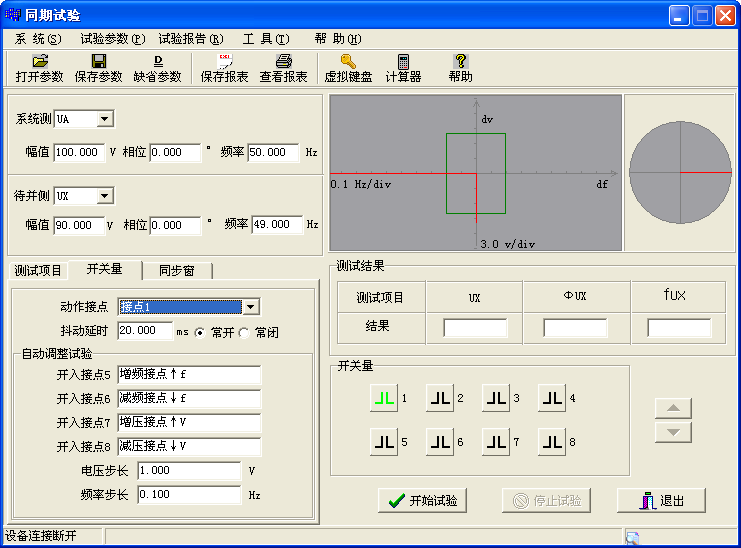 同期试验
系 统(S) 试验参数(P) 试验报告(R) 工 具(T) 帮 助(H)
打开参数 保存参数 缺省参数 保存报表 查看报表 虚拟键盘 计算器 帮助
系统测 UA
幅值 100.000 V 相位 0.000 ° 频率 50.000 Hz
待并侧 UX
幅值 90.000 V 相位 0.000 ° 频率 49.000 Hz
dv
0.1 Hz/div df
3.0 v/div
测试项目 开关量 同步窗
动作接点 接点1
抖动延时 20.000 ms 常开 常闭
自动调整试验
开入接点5 增频接点↑f
开入接点6 减频接点↓f
开入接点7 增压接点↑V
开入接点8 减压接点↓V
电压步长 1.000 V
频率步长 0.100 Hz
测试结果
测试项目 UX ΦUX fUX
结果
开关量
1 2 3 4
5 6 7 8
开始试验 停止试验 退出
设备连接断开